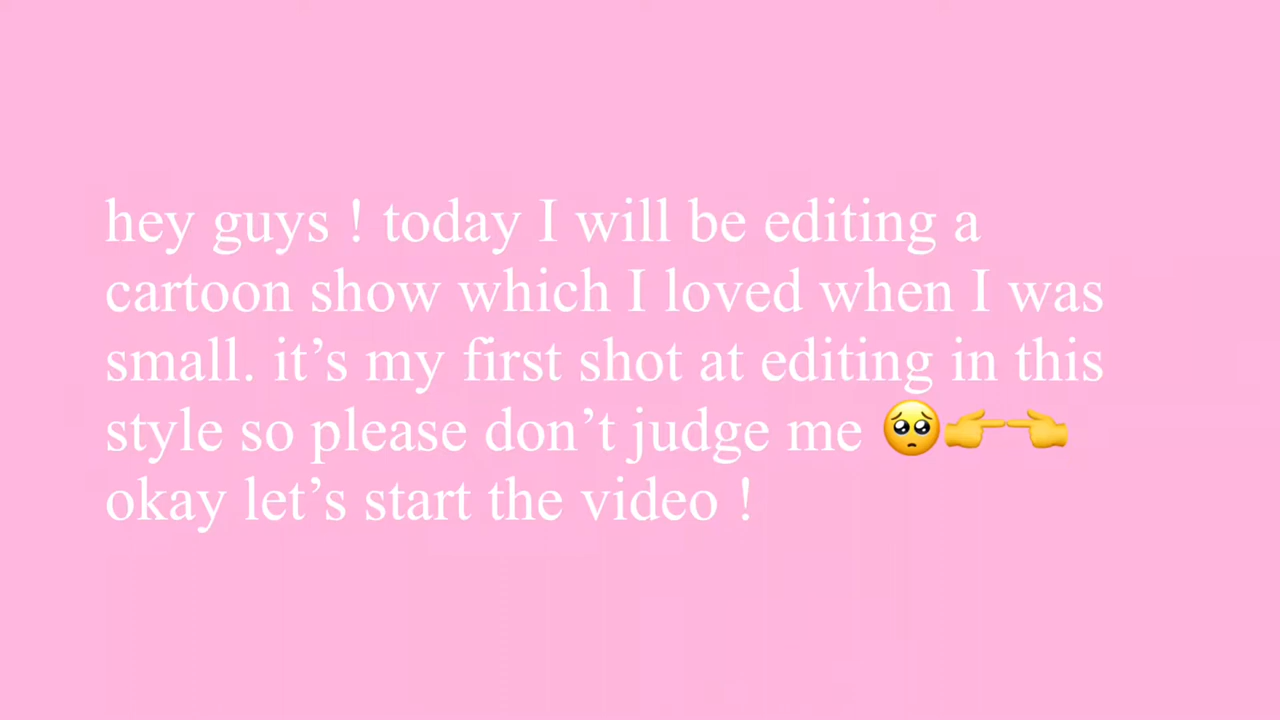 hey guys ! today I will be editing a
cartoon show which I loved when I was
small. it’s my first shot at editing in this
style so please don’t judge me 🥺👉👈
okay let’s start the video !